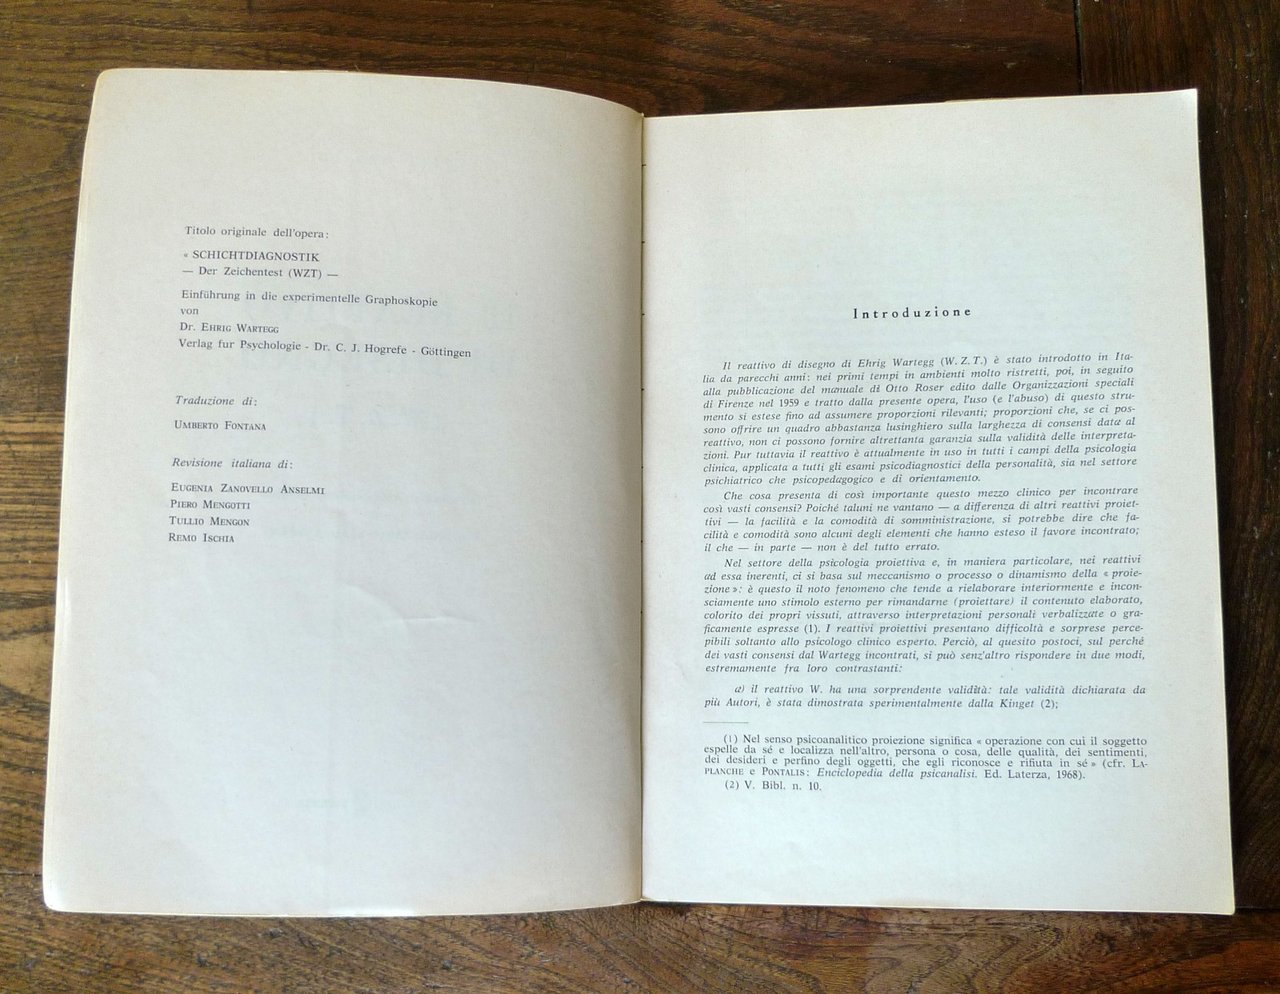 Titolo originale dell'opera:
« SCHICHTDIAGNOSTIK
— Der Zeichentest (WZT) —
Einführung in die experimentelle Graphoskopie
von
Dr. EHRIG WARTEGG
Verlag fur Psychologie - Dr. C. J. Hogrefe - Göttingen
Traduzione di:
UMBERTO FONTANA
Revisione italiana di:
EUGENIA ZANOVELLO ANSELMI
PIERO MENGOTTI
TULLIO MENGON
REMO ISCHIA
Introduzione
Il reattivo di disegno di Ehrig Wartegg (W. Z. T.) è stato introdotto in Ita-
lia da parecchi anni: nei primi tempi in ambienti molto ristretti, poi, in seguito
alla pubblicazione del manuale di Otto Roser edito dalle Organizzazioni speciali
di Firenze nel 1959 e tratto dalla presente opera, l'uso (e l'abuso) di questo stru-
mento si estese fino ad assumere proporzioni rilevanti; proporzioni che, se ci pos-
sono offrire un quadro abbastanza lusinghiero sulla larghezza di consensi data al
reattivo, non ci possono fornire altrettanta garanzia sulla validità delle interpreta-
zioni. Pur tuttavia il reattivo è attualmente in uso in tutti i campi della psicologia
clinica, applicata a tutti gli esami psicodiagnostici della personalità, sia nel settore
psichiatrico che psicopedagogico e di orientamento.
Che cosa presenta di così importante questo mezzo clinico per incontrare
così vasti consensi? Poiché taluni ne vantano — a differenza di altri reattivi proiet-
tivi — la facilità e la comodità di somministrazione, si potrebbe dire che fa-
cilità e comodità sono alcuni degli elementi che hanno esteso il favore incontrato;
il che — in parte — non è del tutto errato.
Nel settore della psicologia proiettiva e, in maniera particolare, nei reattivi
ad essa inerenti, ci si basa sul meccanismo o processo o dinamismo della « proie-
zione »: è questo il noto fenomeno che tende a rielaborare interiormente e incon-
sciamente uno stimolo esterno per rimandarne (proiettare) il contenuto elaborato,
colorito dei propri vissuti, attraverso interpretazioni personali verbalizzate o gra-
ficamente espresse (1). I reattivi proiettivi presentano difficoltà e sorprese perce-
pibili soltanto allo psicologo clinico esperto. Perciò, al quesito postoci, sul perché
dei vasti consensi dal Wartegg incontrati, si può senz'altro rispondere in due modi,
estremamente fra loro contrastanti:
a) il reattivo W. ha una sorprendente validità: tale validità dichiarata da
più Autori, è stata dimostrata sperimentalmente dalla Kinget (2);
(1) Nel senso psicoanalitico proiezione significa « operazione con cui il soggetto
espelle da sé e localizza nell'altro, persona o cosa, delle qualità, dei sentimenti,
dei desideri e perfino degli oggetti, che egli riconosce e rifiuta in sé » (cfr. LA-
PLANCHE e PONTALIS: Enciclopedia della psicanalisi. Ed. Laterza, 1968).
(2) V. Bibl. n. 10.